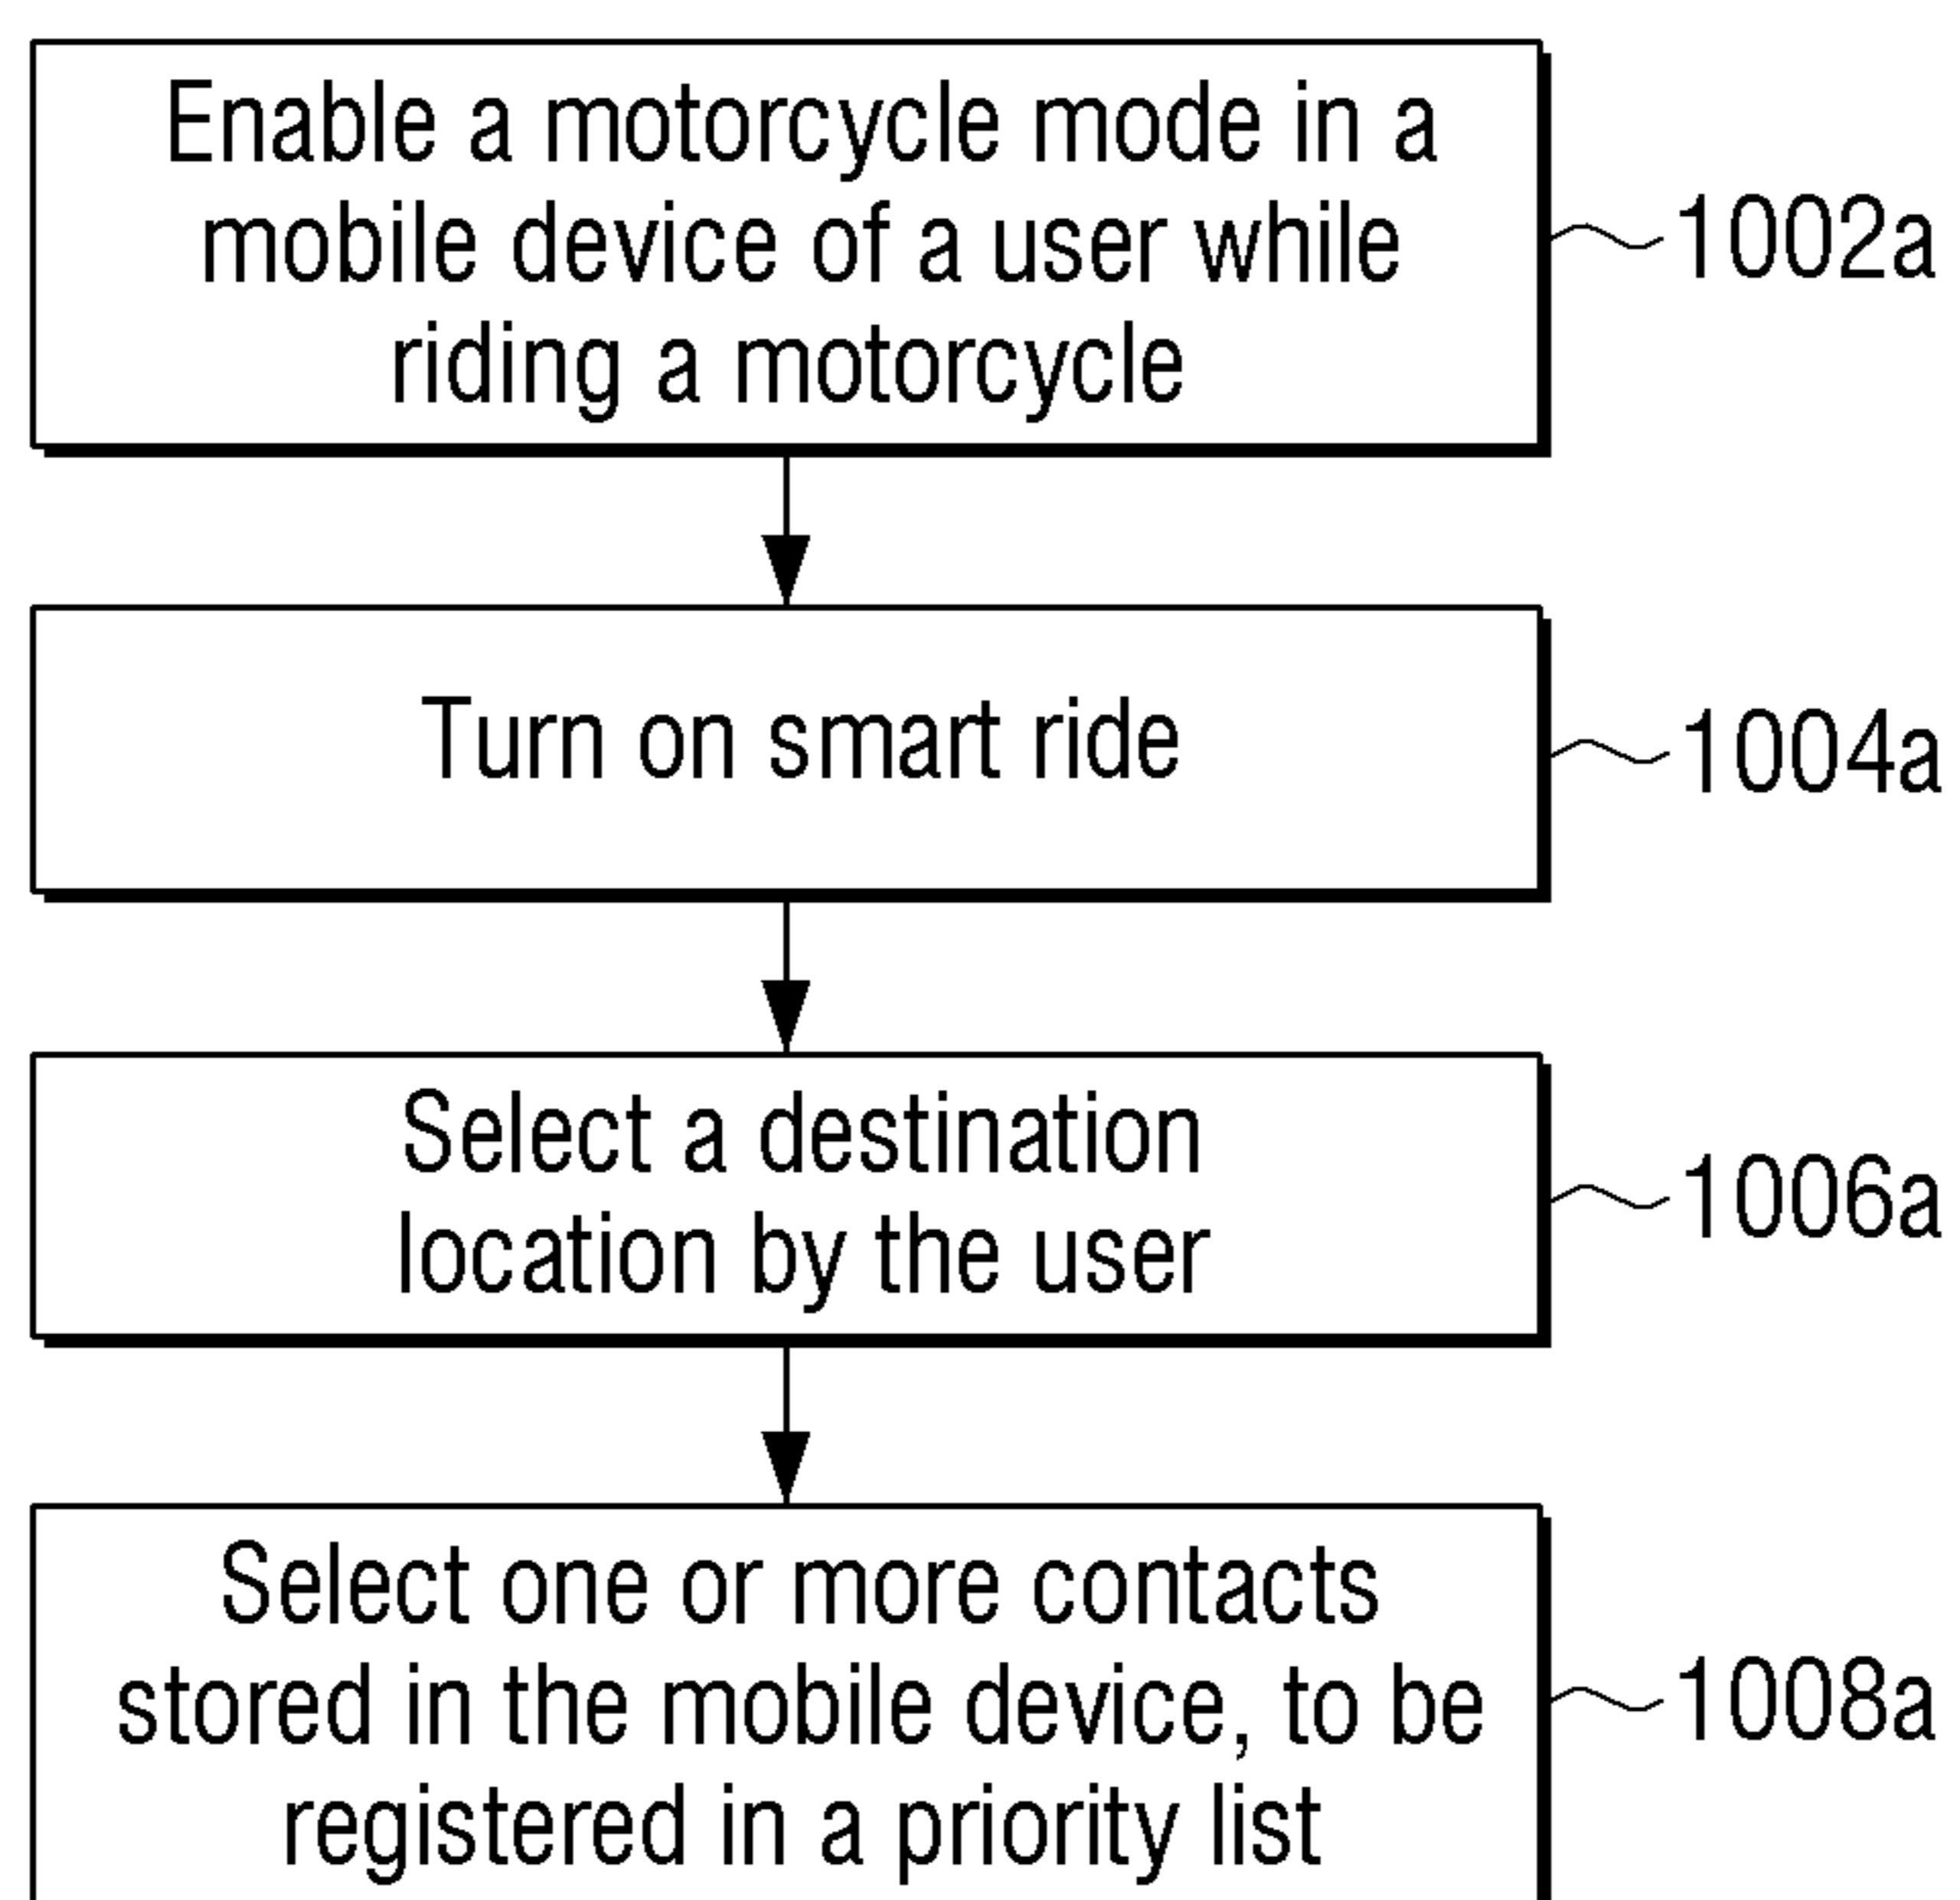 Enable a motorcycle mode in a
mobile device of a user while
riding a motorcycle
1002a
Turn on smart ride
1004a
Select a destination
location by the user
1006a
Select one or more contacts
stored in the mobile device, to be
registered in a priority list
1008a